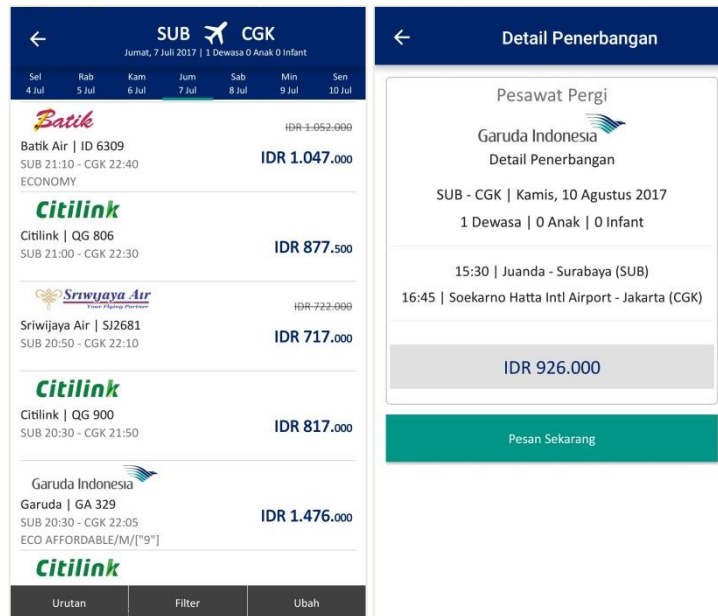 SUB CGK
Jumat, 7 Juli 2017 | 1 Dewasa 0 Anak 0 Infant
Sel Rab Kam Jum Sab Min Sen
4 Jul 5 Jul 6 Jul 7 Jul 8 Jul 9 Jul 10 Jul
Batik
IDR 1.052.000
Batik Air | ID 6309
SUB 21:10 - CGK 22:40
IDR 1.047.000
ECONOMY
Citilink
Citilink | QG 806
SUB 21:00 - CGK 22:30
IDR 877.500
Sriwijaya Air
Your Flying Partner
IDR 722.000
Sriwijaya Air | SJ2681
SUB 20:50 - CGK 22:10
IDR 717.000
Citilink
Citilink | QG 900
SUB 20:30 - CGK 21:50
IDR 817.000
Garuda Indonesia
Garuda | GA 329
SUB 20:30 - CGK 22:05
IDR 1.476.000
ECO AFFORDABLE/M/["9"]
Citilink
Urutan Filter Ubah
Detail Penerbangan
Pesawat Pergi
Garuda Indonesia
Detail Penerbangan
SUB - CGK | Kamis, 10 Agustus 2017
1 Dewasa | 0 Anak | 0 Infant
15:30 | Juanda - Surabaya (SUB)
16:45 | Soekarno Hatta Intl Airport - Jakarta (CGK)
IDR 926.000
Pesan Sekarang